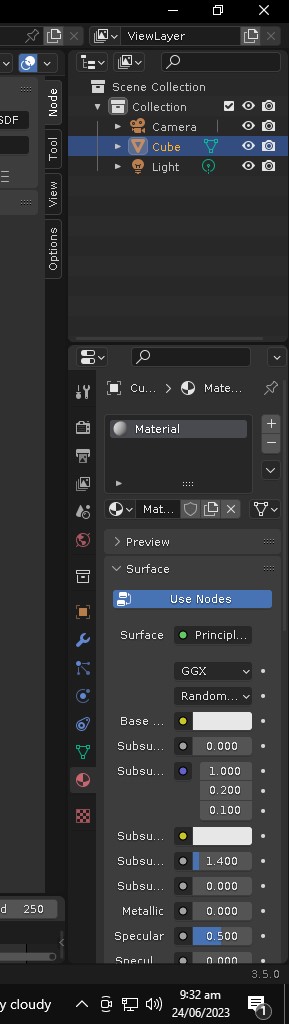 ViewLayer
Scene Collection
Collection
Camera
Cube
Light
SDF
Node
Tool
View
Options
Cu...
Mate...
Material
Mat...
Preview
Surface
Use Nodes
Surface Principl...
GGX
Random...
Base ...
Subsu... 0.000
Subsu... 1.000
0.200
0.100
Subsu...
Subsu... 1.400
Subsu... 0.000
Metallic 0.000
Specular 0.500
Specul... 0.000
d 250
3.5.0
y cloudy
9:32 am
24/06/2023
1